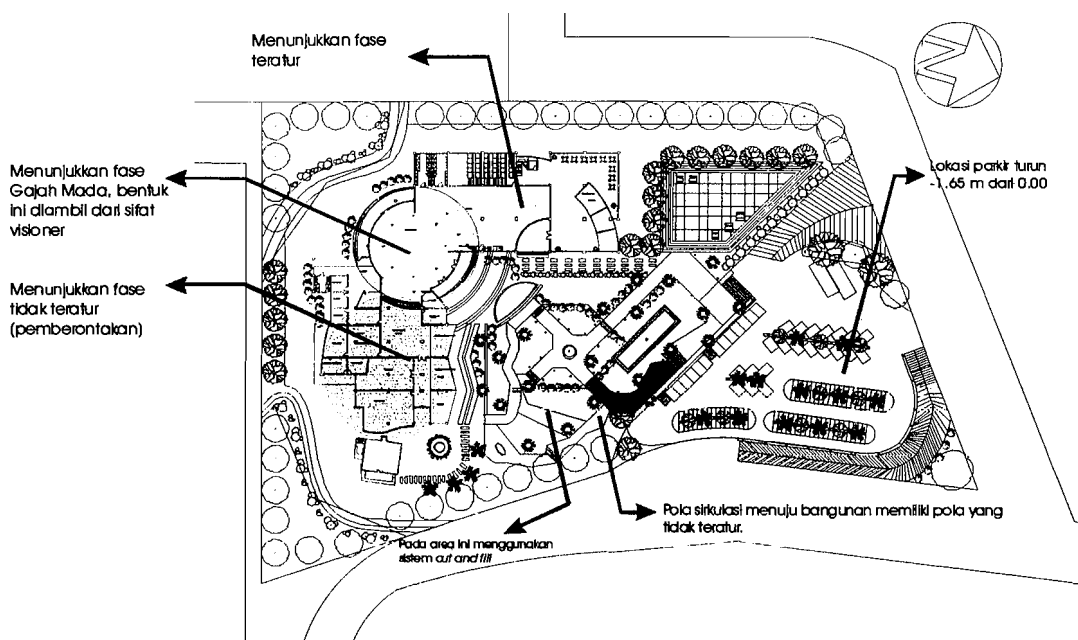 Menunjukkan fase
teratur
N
Menunjukkan fase
Gajah Mada, bentuk
ini diambil dari sifat
visioner
Lokasi parkir turun
-1.65 m dari 0.00
Menunjukkan fase
tidak teratur
(pemberontakan)
Pola sirkulasi menuju bangunan memiliki pola yang
tidak teratur.
Pada area ini menggunakan
sistem cut and fill